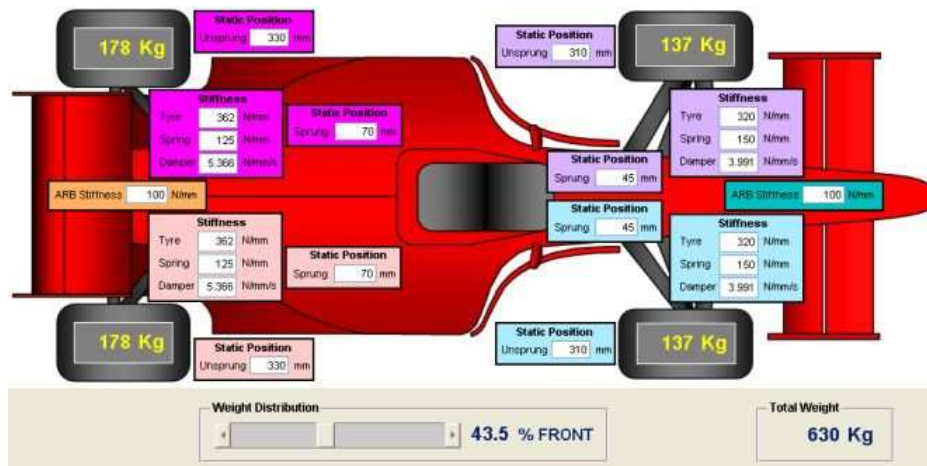 178 Kg
Static Position
Unsprung 330 mm
Static Position
Unsprung 310 mm
137 Kg
Stiffness
Tyre 362 N/mm
Spring 125 N/mm
Damper 5.366 N/mm/s
Static Position
Sprung 70 mm
Stiffness
Tyre 320 N/mm
Spring 150 N/mm
Damper 3.991 N/mm/s
Static Position
Sprung 45 mm
ARB Stiffness 100 N/mm
ARB Stiffness 100 N/mm
Static Position
Sprung 45 mm
Stiffness
Tyre 362 N/mm
Spring 125 N/mm
Damper 5.366 N/mm/s
Static Position
Sprung 70 mm
Stiffness
Tyre 320 N/mm
Spring 150 N/mm
Damper 3.991 N/mm/s
178 Kg
Static Position
Unsprung 330 mm
Static Position
Unsprung 310 mm
137 Kg
Weight Distribution
43.5 % FRONT
Total Weight
630 Kg